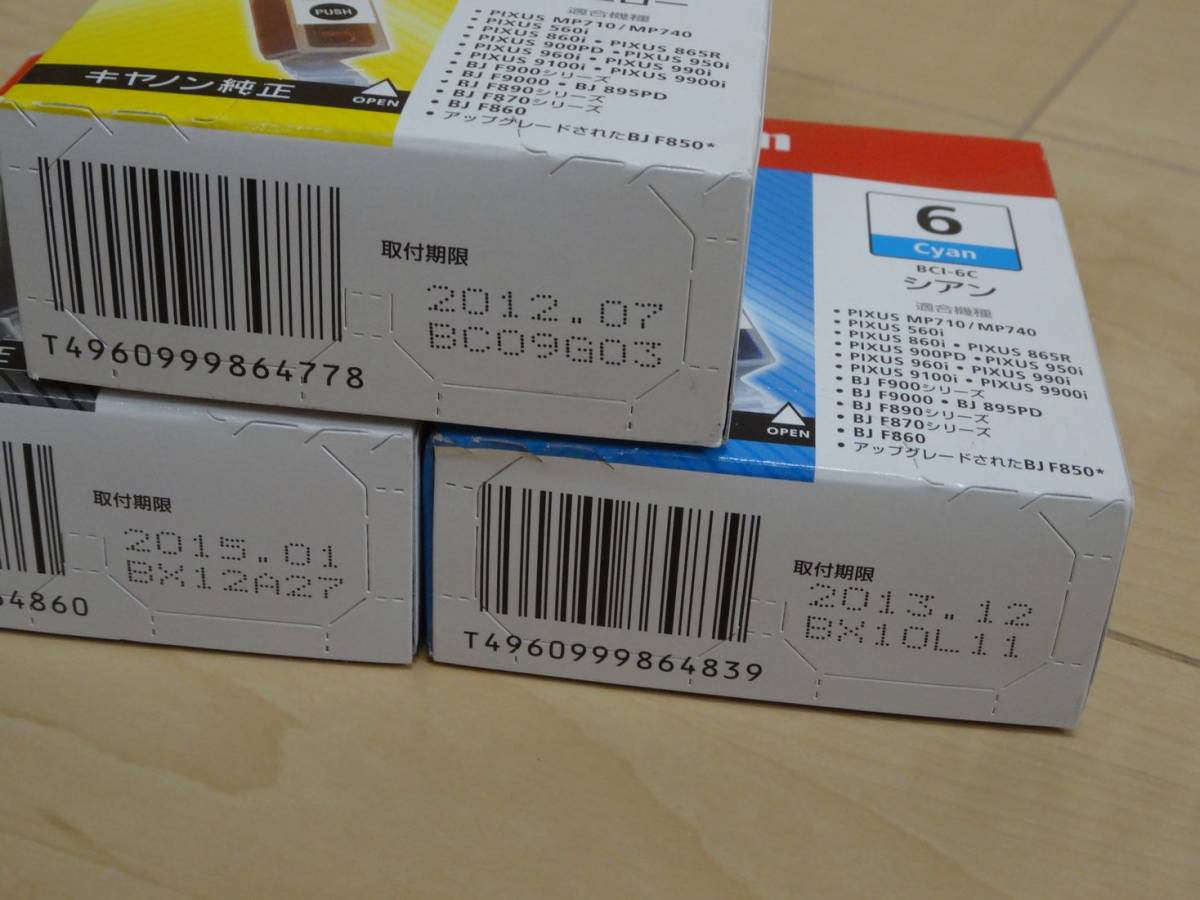 PUSH
キヤノン純正
OPEN
適合機種
• PIXUS MP710/MP740
• PIXUS 560i
• PIXUS 860i • PIXUS 865R
• PIXUS 900PD • PIXUS 950i
• PIXUS 960i • PIXUS 990i
• PIXUS 9100i • PIXUS 9900i
• BJ F900シリーズ
• BJ F9000 • BJ 895PD
• BJ F890シリーズ
• BJ F870シリーズ
• BJ F860
• アップグレードされたBJ F850*
取付期限
2012.07
BC09G03
T4960999864778
6
Cyan
BCI-6C
シアン
適合機種
• PIXUS MP710/MP740
• PIXUS 560i
• PIXUS 860i • PIXUS 865R
• PIXUS 900PD • PIXUS 950i
• PIXUS 960i • PIXUS 990i
• PIXUS 9100i • PIXUS 9900i
• BJ F900シリーズ
• BJ F9000 • BJ 895PD
• BJ F890シリーズ
• BJ F870シリーズ
• BJ F860
• アップグレードされたBJ F850*
OPEN
取付期限
2015.01
BX12A27
64860
取付期限
2013.12
BX10L11
T4960999864839